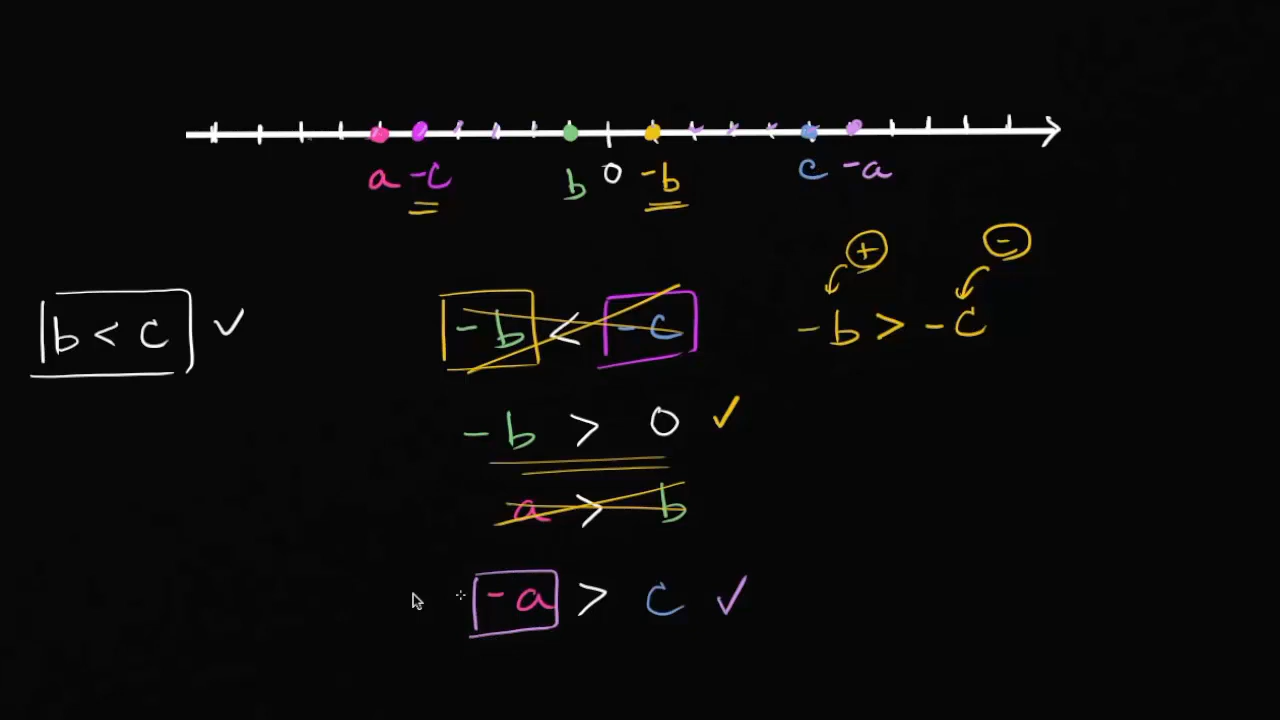 a -c b 0 -b c -a
+ -
b < c ✓ -b < -c -b > -c
-b > 0 ✓
a > b
-a > c ✓